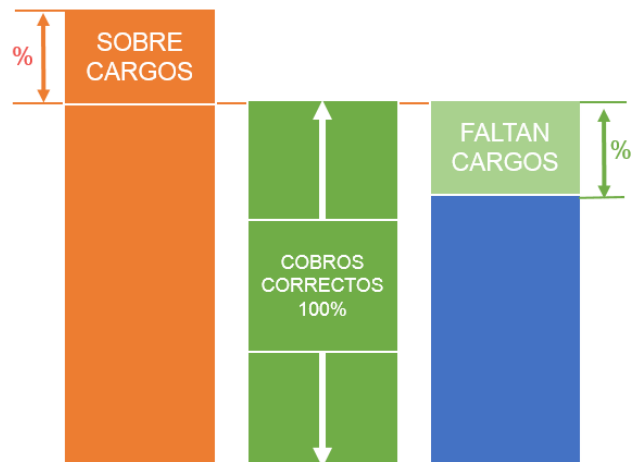 %
SOBRE
CARGOS
COBROS
CORRECTOS
100%
FALTAN
CARGOS
%